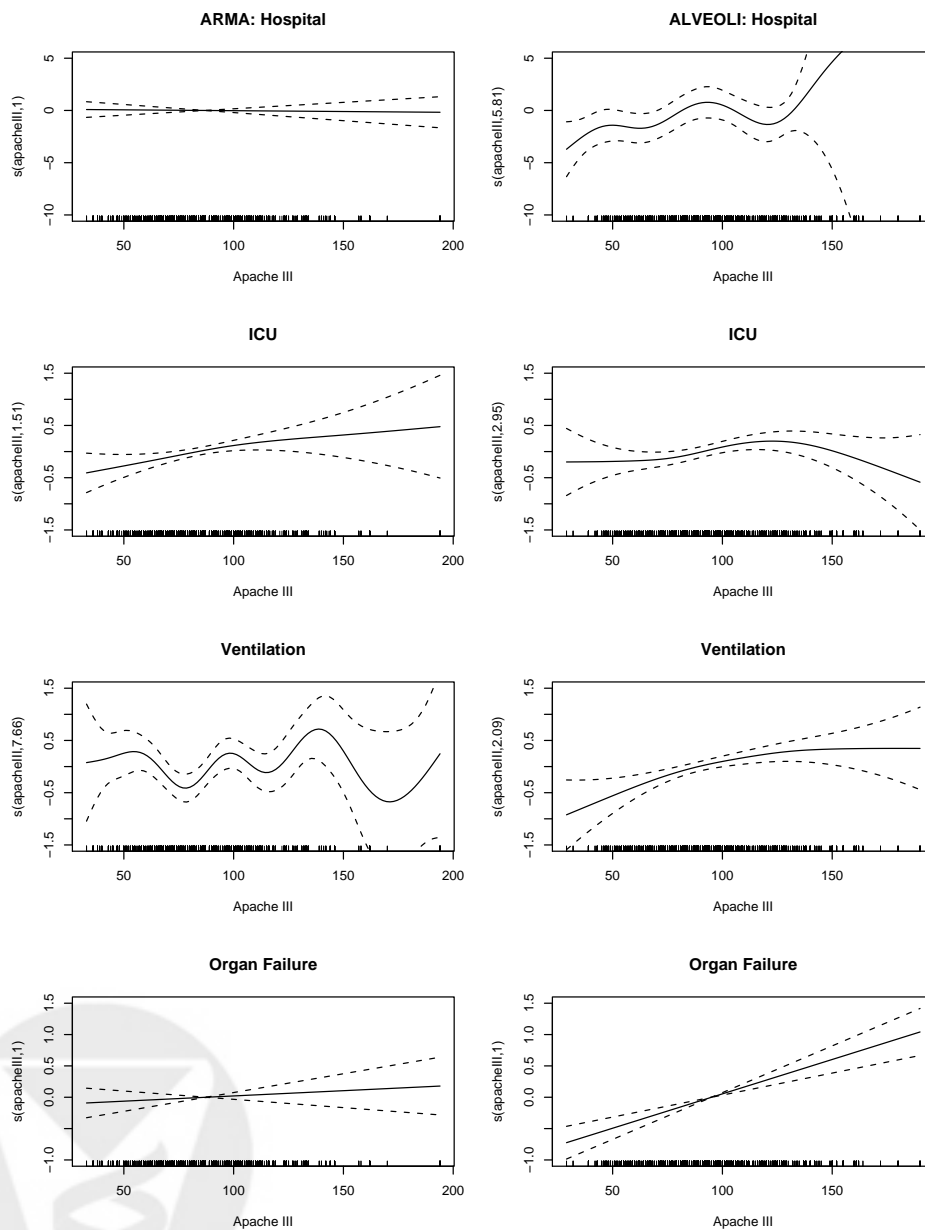 ARMA: Hospital
s(apacheIII,1)
5
0
−5
−10
50
100
150
200
Apache III
ALVEOLI: Hospital
s(apacheIII,5.81)
5
0
−5
−10
50
100
150
Apache III
ICU
s(apacheIII,1.51)
1.5
0.5
−0.5
−1.5
50
100
150
200
Apache III
ICU
s(apacheIII,2.95)
1.5
0.5
−0.5
−1.5
50
100
150
Apache III
Ventilation
s(apacheIII,7.66)
1.5
0.5
−0.5
−1.5
50
100
150
200
Apache III
Ventilation
s(apacheIII,2.09)
1.5
0.5
−0.5
−1.5
50
100
150
Apache III
Organ Failure
s(apacheIII,1)
1.5
1.0
0.5
0.0
−1.0
50
100
150
200
Apache III
Organ Failure
s(apacheIII,1)
1.5
1.0
0.5
0.0
−1.0
50
100
150
Apache III